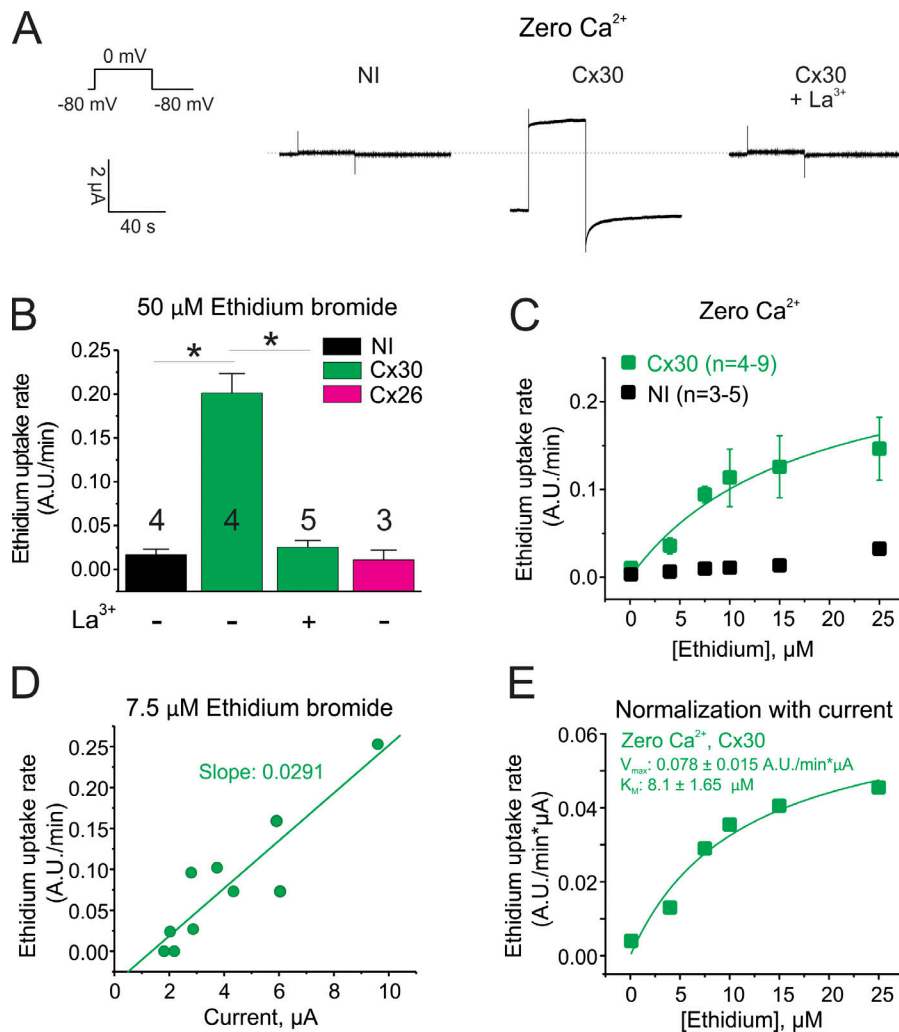 A
Zero Ca²⁺
0 mV
-80 mV
-80 mV
NI
Cx30
Cx30
+ La³⁺
2 µA
40 s
B
50 µM Ethidium bromide
Ethidium uptake rate
(A.U./min)
0.25
0.20
0.15
0.10
0.05
0.00
*
*
NI
Cx30
Cx26
4
4
5
3
La³⁺
-
-
+
-
C
Zero Ca²⁺
Ethidium uptake rate
(A.U./min)
0.2
0.1
0.0
Cx30 (n=4-9)
NI (n=3-5)
0
5
10
15
20
25
[Ethidium], µM
D
7.5 µM Ethidium bromide
Ethidium uptake rate
(A.U./min)
0.25
0.20
0.15
0.10
0.05
0.00
Slope: 0.0291
0
2
4
6
8
10
Current, µA
E
Normalization with current
Ethidium uptake rate
(A.U./min*µA)
0.06
0.04
0.02
0.00
Zero Ca²⁺, Cx30
Vmax: 0.078 ± 0.015 A.U./min*µA
KM: 8.1 ± 1.65 µM
0
5
10
15
20
25
[Ethidium], µM